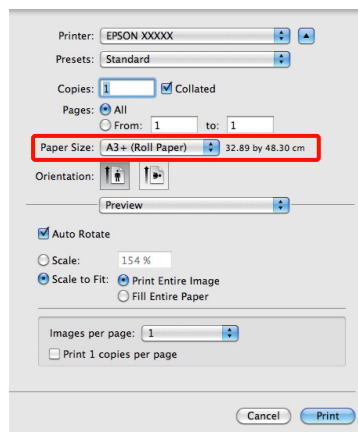 Printer: EPSON XXXXX
Presets: Standard
Copies: 1 Collated
Pages: All
From: 1 to: 1
Paper Size: A3+ (Roll Paper) 32.89 by 48.30 cm
Orientation:
Preview
Auto Rotate
Scale: 154 %
Scale to Fit: Print Entire Image
Fill Entire Paper
Images per page: 1
Print 1 copies per page
Cancel Print